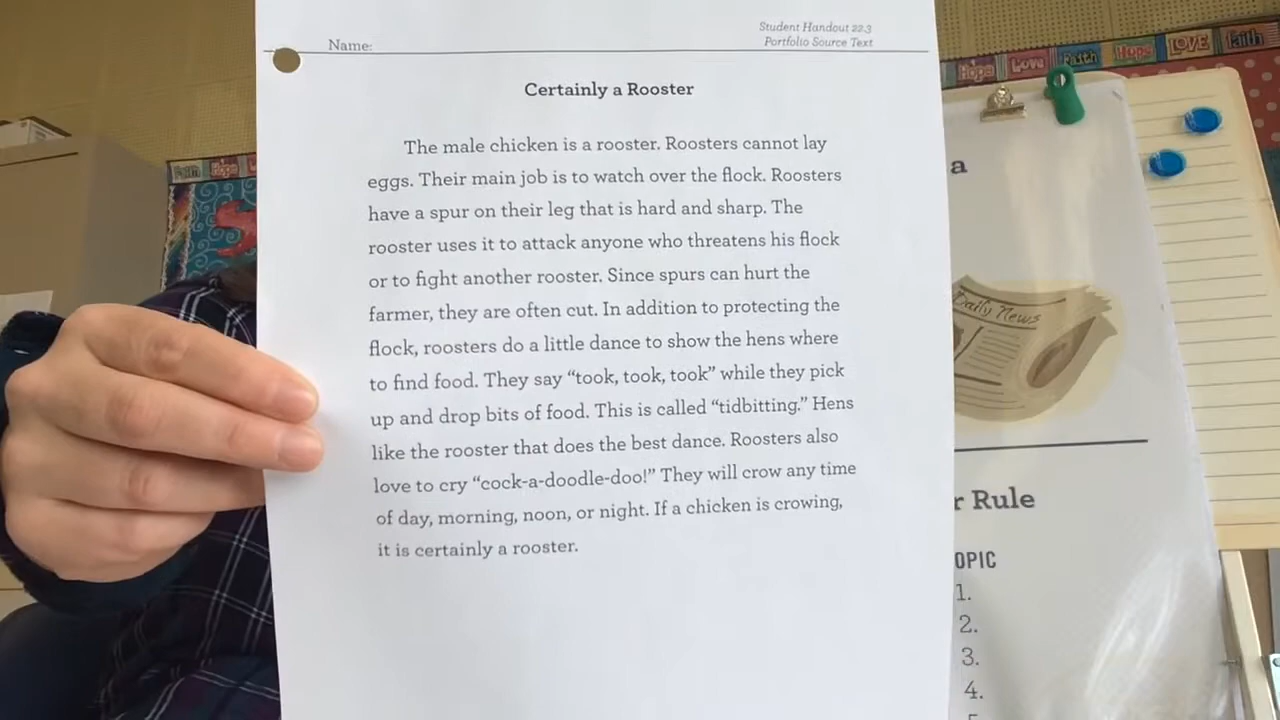 Student Handout 22.3
Portfolio Source Text
Name:
Certainly a Rooster
The male chicken is a rooster. Roosters cannot lay
eggs. Their main job is to watch over the flock. Roosters
have a spur on their leg that is hard and sharp. The
rooster uses it to attack anyone who threatens his flock
or to fight another rooster. Since spurs can hurt the
farmer, they are often cut. In addition to protecting the
flock, roosters do a little dance to show the hens where
to find food. They say “took, took, took” while they pick
up and drop bits of food. This is called “tidbitting.” Hens
like the rooster that does the best dance. Roosters also
love to cry “cock-a-doodle-doo!” They will crow any time
of day, morning, noon, or night. If a chicken is crowing,
it is certainly a rooster.
Hope Love Faith Hope LOVE faith
Faith Hope
a
Daily News
r Rule
OPIC
1.
2.
3.
4.